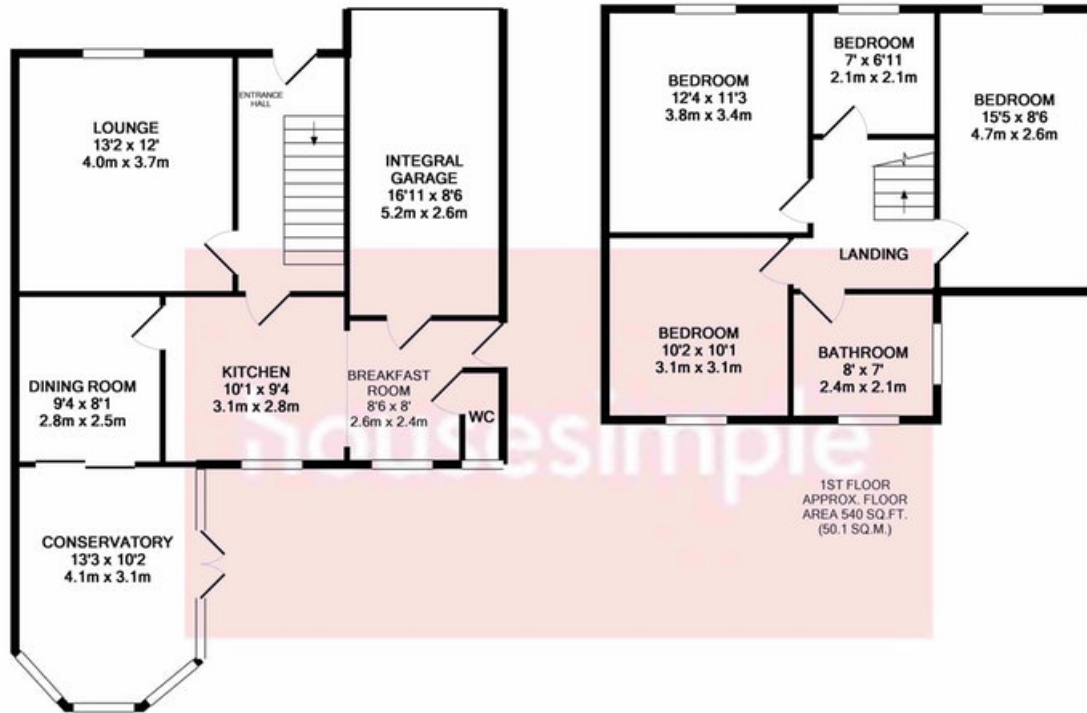 LOUNGE
13'2 x 12'
4.0m x 3.7m
ENTRANCE
HALL
INTEGRAL
GARAGE
16'11 x 8'6
5.2m x 2.6m
DINING ROOM
9'4 x 8'1
2.8m x 2.5m
KITCHEN
10'1 x 9'4
3.1m x 2.8m
BREAKFAST
ROOM
8'6 x 8'
2.6m x 2.4m
WC
CONSERVATORY
13'3 x 10'2
4.1m x 3.1m
BEDROOM
12'4 x 11'3
3.8m x 3.4m
BEDROOM
7' x 6'11
2.1m x 2.1m
BEDROOM
15'5 x 8'6
4.7m x 2.6m
LANDING
BEDROOM
10'2 x 10'1
3.1m x 3.1m
BATHROOM
8' x 7'
2.4m x 2.1m
1ST FLOOR
APPROX. FLOOR
AREA 540 SQ.FT.
(50.1 SQ.M.)
housesimple